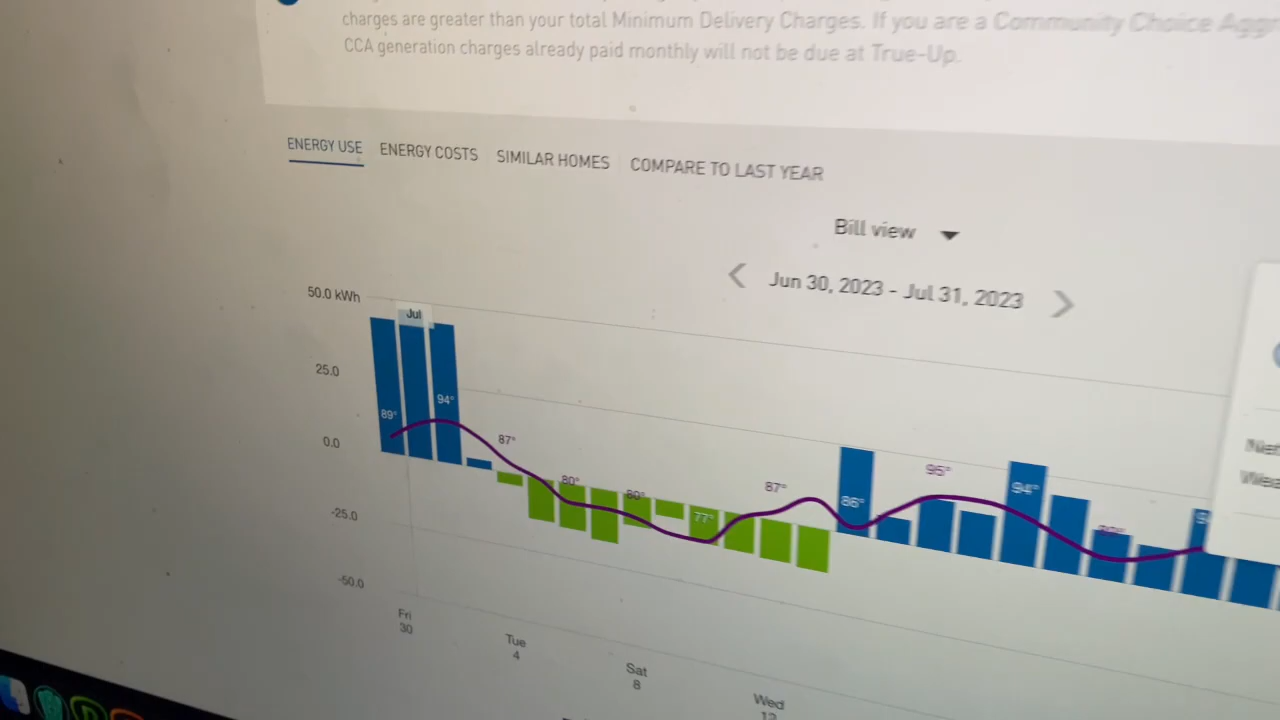 charges are greater than your total Minimum Delivery Charges. If you are a Community Choice
CCA generation charges already paid monthly will not be due at True-Up.
ENERGY USE ENERGY COSTS SIMILAR HOMES COMPARE TO LAST YEAR
Bill view
Jun 30, 2023 - Jul 31, 2023
50.0 kWh
Jul
25.0
89° 94° 87° 80° 80° 77° 87° 86° 95° 94°
0.0
-25.0
-50.0
Fri
30
Tue
4
Sat
8
Wed
12